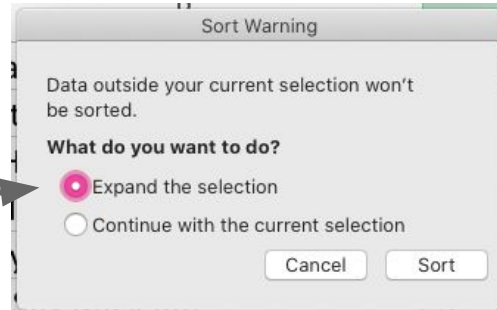 Sort Warning
Data outside your current selection won't
be sorted.
What do you want to do?
Expand the selection
Continue with the current selection
Cancel Sort